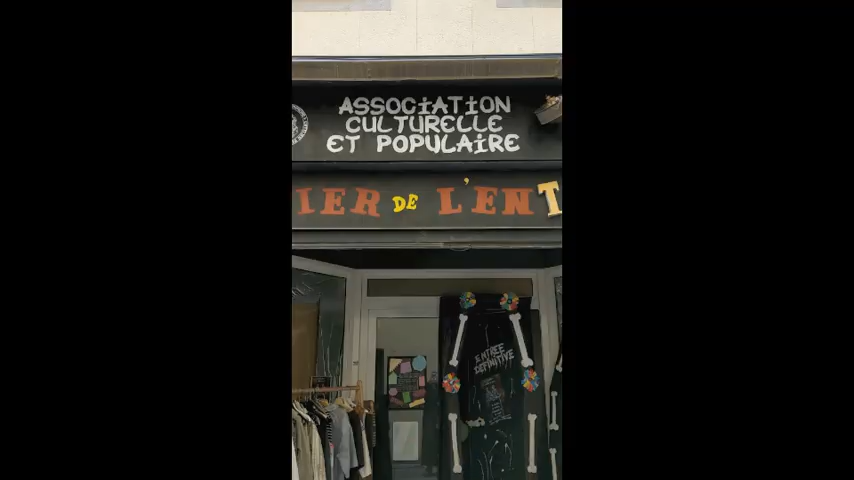 ASSOCIATION
CULTURELLE
ET POPULAIRE
IER DE L'ENT
ENTRÉE
DÉFINITIVE